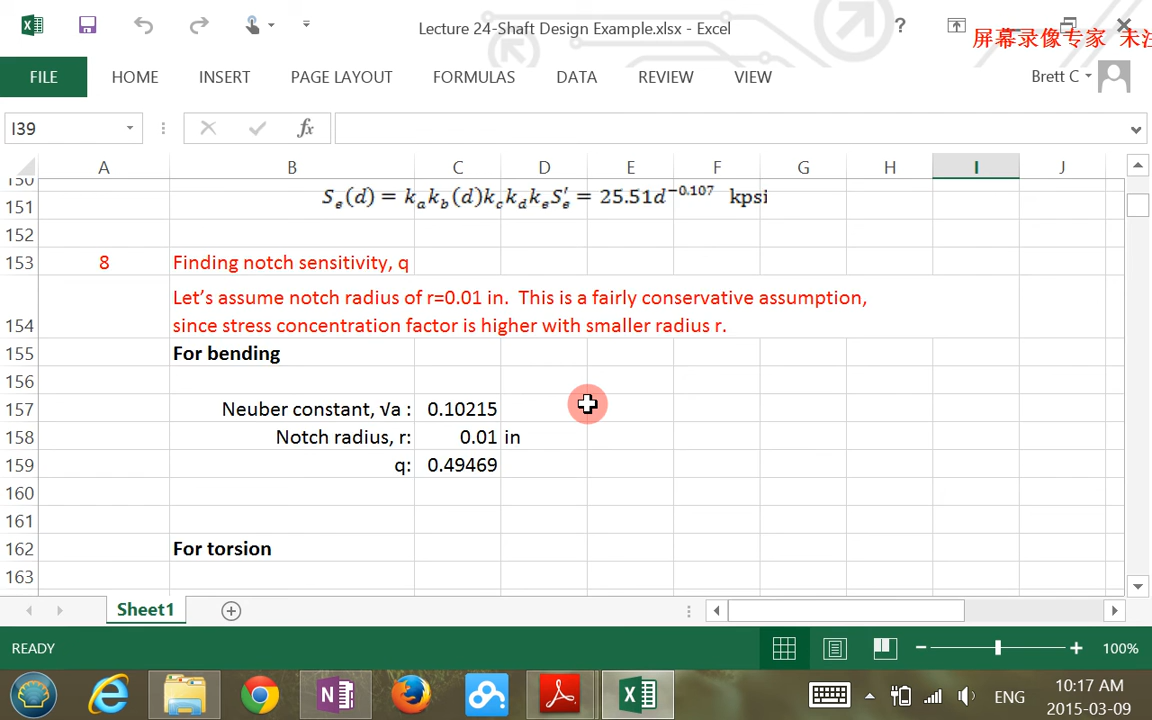 Lecture 24-Shaft Design Example.xlsx - Excel
?
屏幕录像专家 未
FILE HOME INSERT PAGE LAYOUT FORMULAS DATA REVIEW VIEW
Brett C
I39
fx
A B C D E F G H I J
150
151 Sₑ(d) = kₐk_b(d)k_ck_dkₑS′ₑ = 25.51d^−0.107 kpsi
152
153 8 Finding notch sensitivity, q
Let’s assume notch radius of r=0.01 in. This is a fairly conservative assumption,
154 since stress concentration factor is higher with smaller radius r.
155 For bending
156
157 Neuber constant, √a : 0.10215
158 Notch radius, r: 0.01 in
159 q: 0.49469
160
161
162 For torsion
163
Sheet1
READY
100%
ENG
10:17 AM
2015-03-09